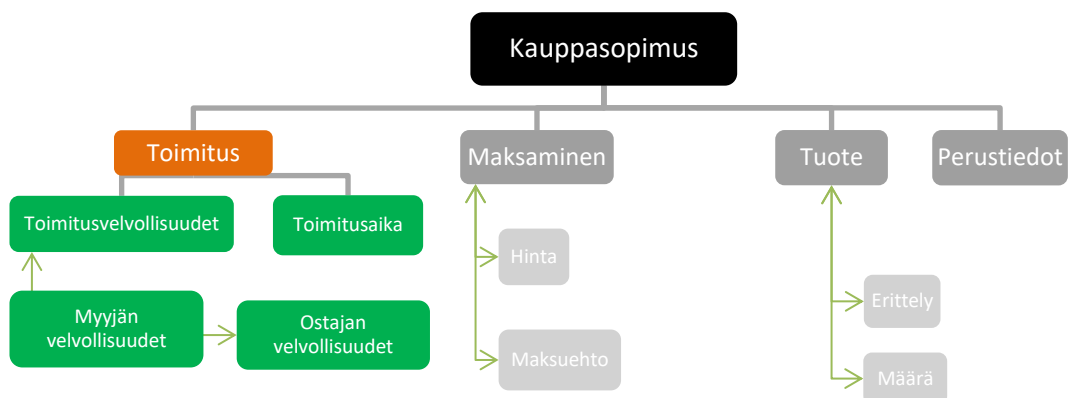 Kauppasopimus
Toimitus
Maksaminen
Tuote
Perustiedot
Toimitusvelvollisuudet
Toimitusaika
Hinta
Erittely
Myyjän
velvollisuudet
Ostajan
velvollisuudet
Maksuehto
Määrä